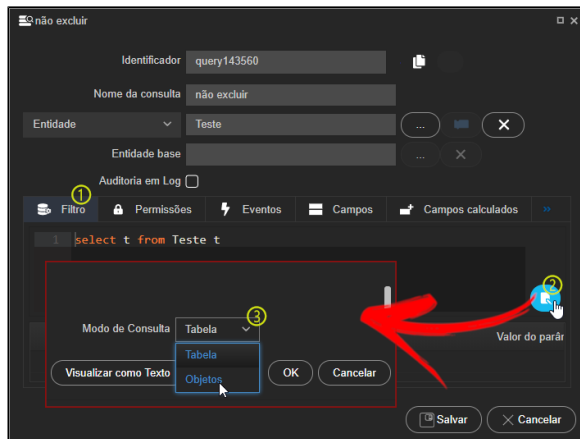 não excluir
Identificador query143560
Nome da consulta não excluir
Entidade Teste ...
Entidade base ...
Auditoria em Log
1
Filtro Permissões Eventos Campos Campos calculados »
1 select t from Teste t
2
3
Modo de Consulta Tabela
Valor do parâr
Tabela
Visualizar como Texto OK Cancelar
Objetos
Salvar Cancelar